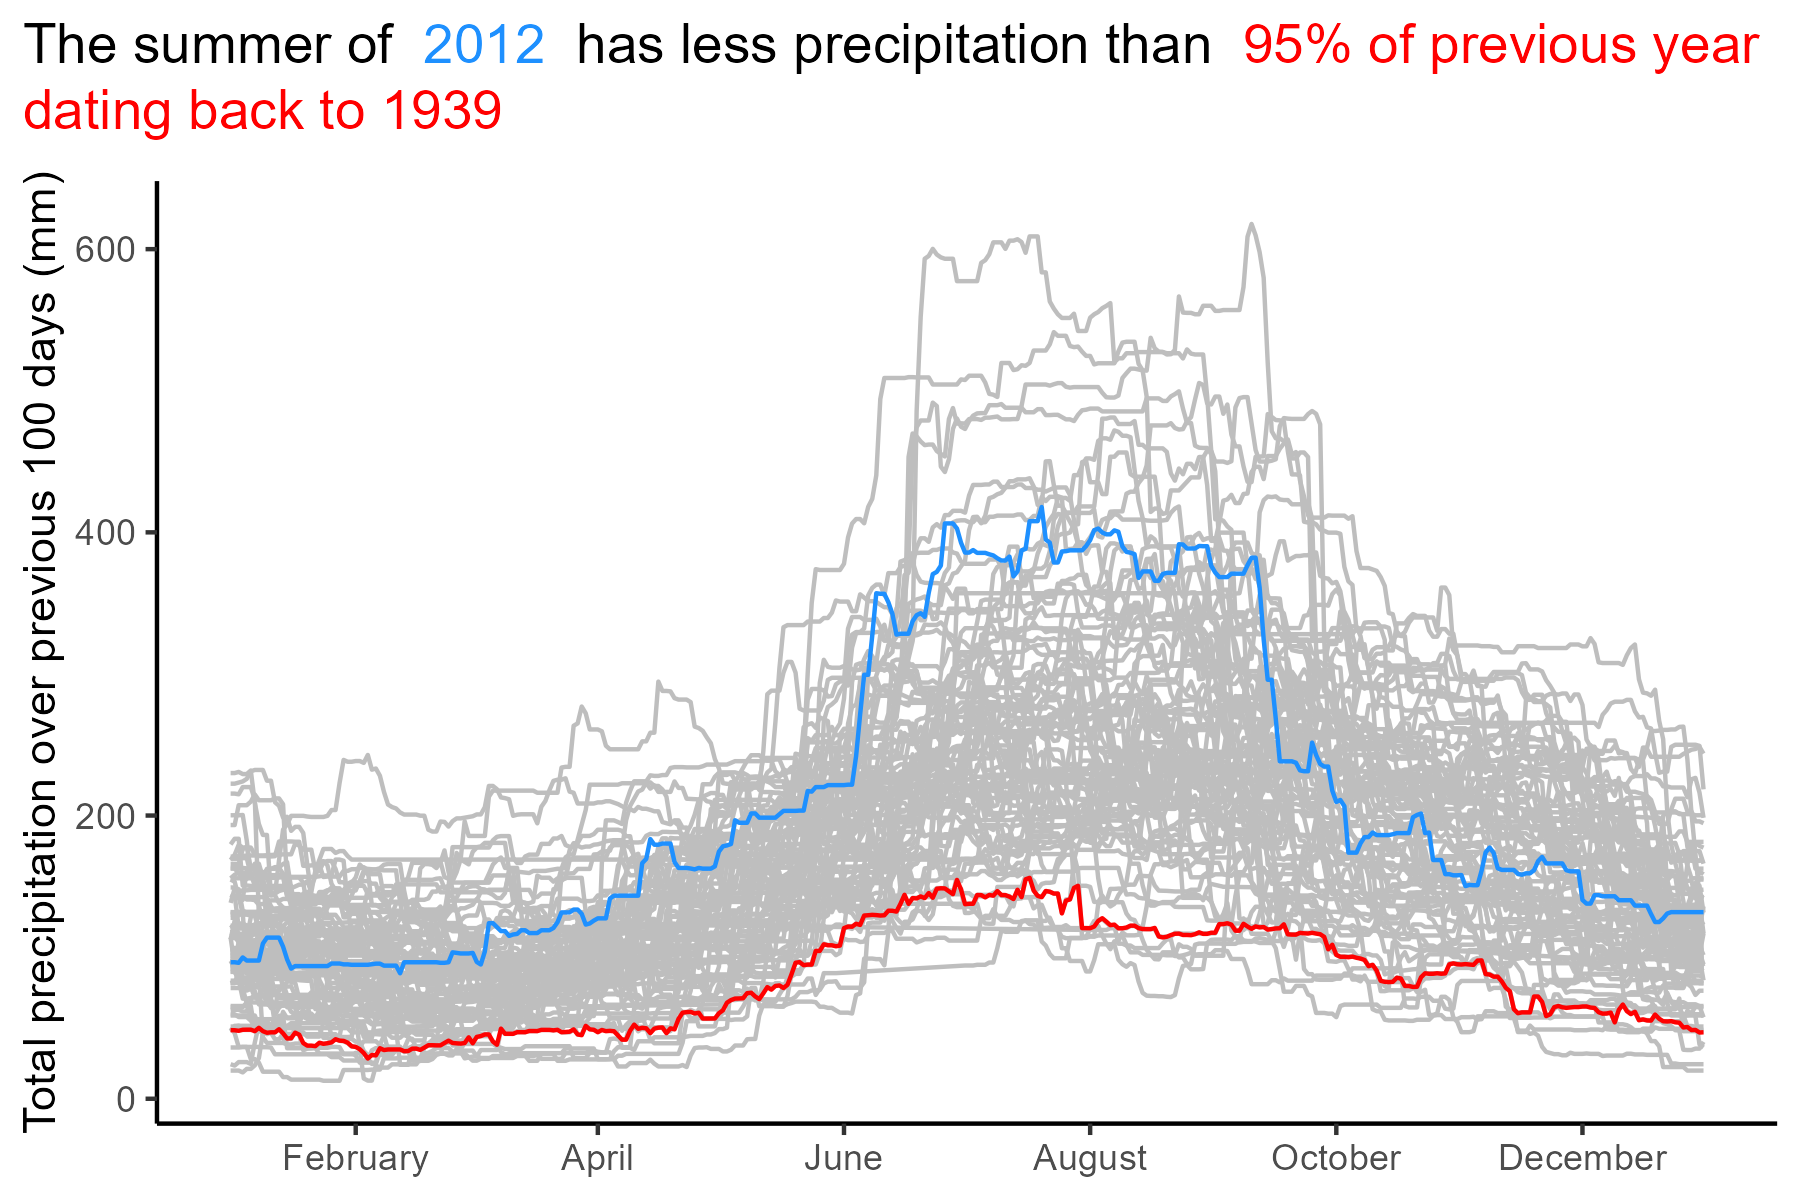 The summer of 2012 has less precipitation than 95% of previous year
dating back to 1939
Total precipitation over previous 100 days (mm)
600
400
200
0
February April June August October December